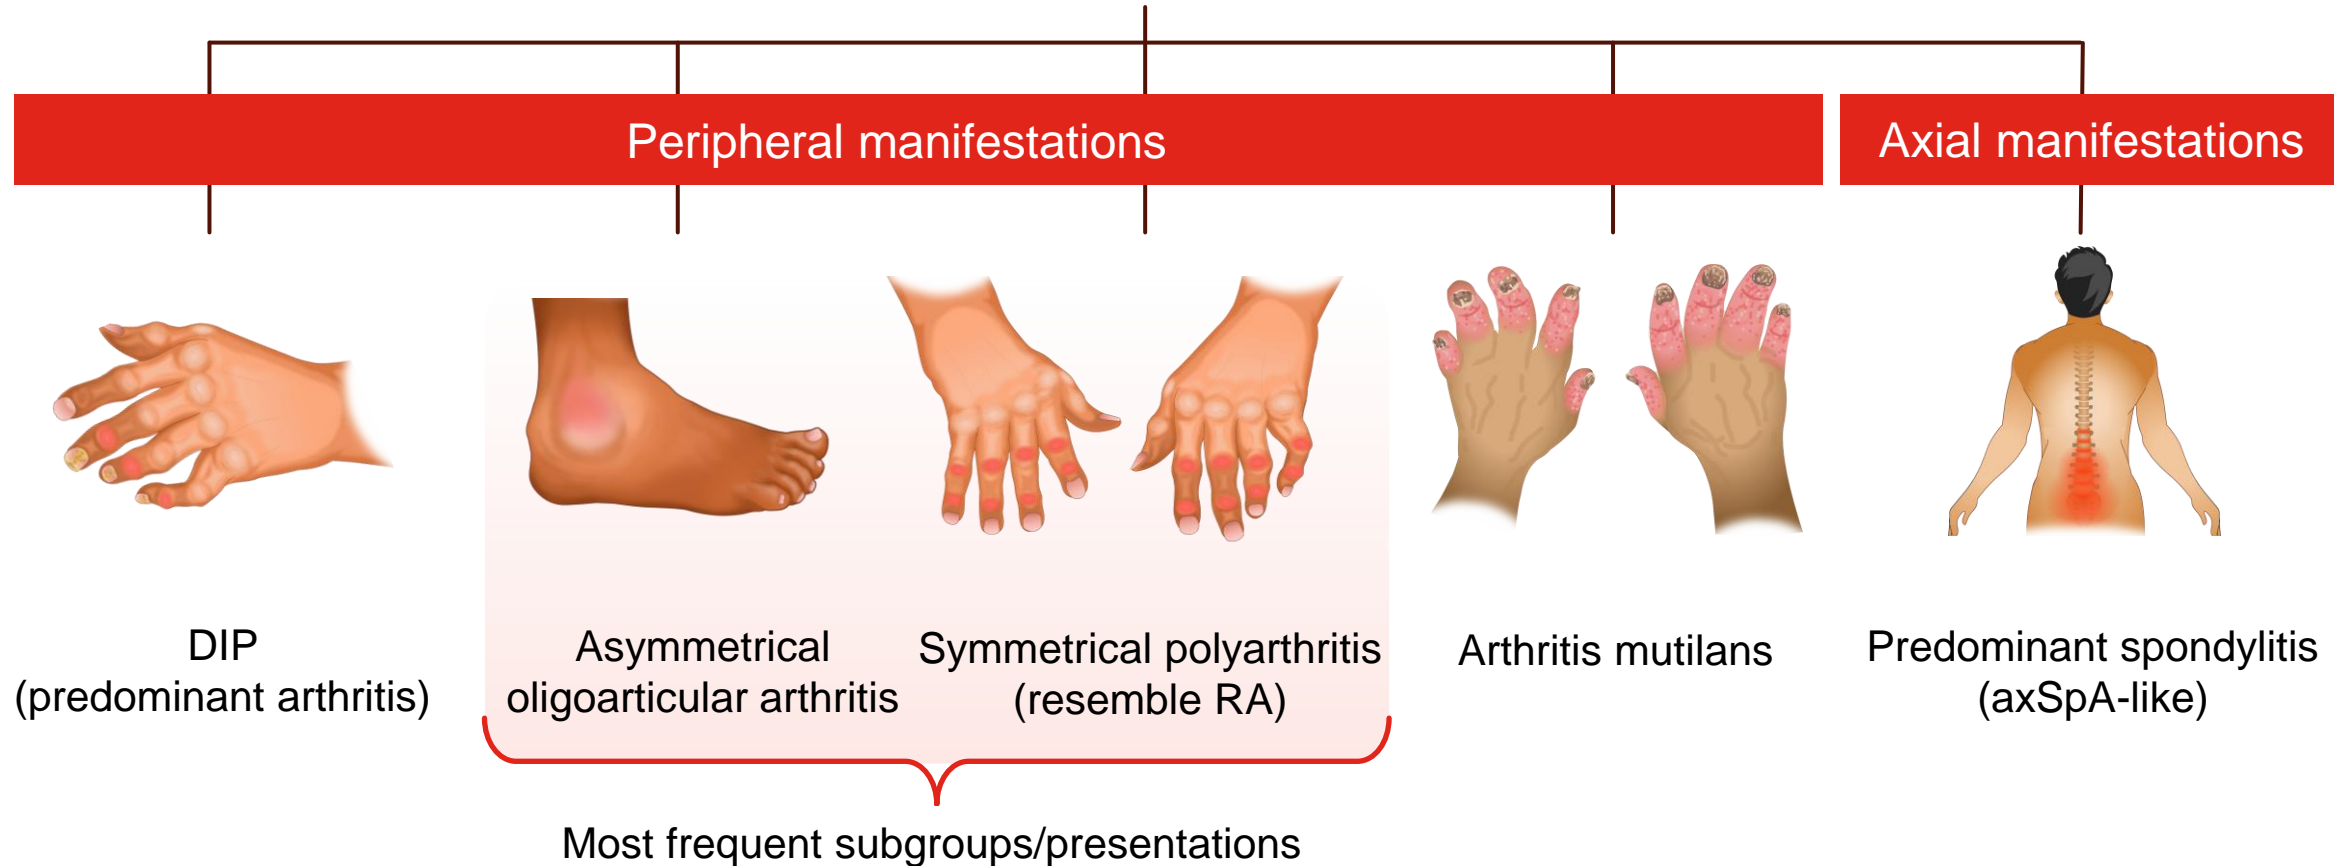 Peripheral manifestations
Axial manifestations
DIP
(predominant arthritis)
Asymmetrical
oligoarticular arthritis
Symmetrical polyarthritis
(resemble RA)
Arthritis mutilans
Predominant spondylitis
(axSpA-like)
Most frequent subgroups/presentations